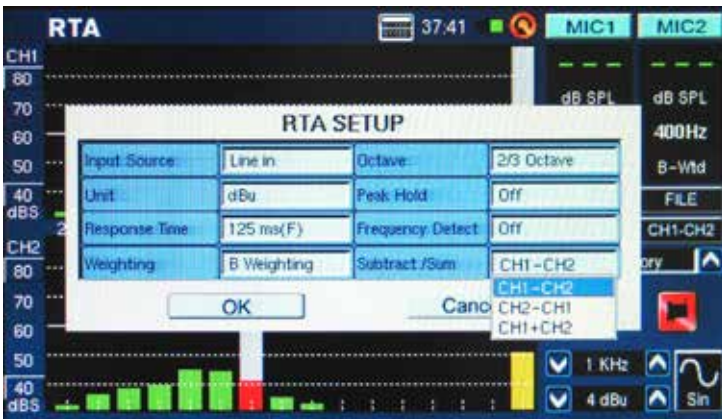 RTA 37:41 MIC1 MIC2
CH1
80
70 dB SPL dB SPL
60 RTA SETUP 400Hz
50 Input Source: Line in Octave: 2/3 Octave B-Wtd
40 Unit: dBu Peak Hold Off FILE
dBS
2 Response Time 125 ms(F) Frequency Detect Off CH1-CH2
CH2
80 Weighting: B Weighting Subtract /Sum CH1-CH2 ory
CH1-CH2
70 OK Canc CH2-CH1
60 CH1+CH2
50 1 KHz
40 4 dBu Sin
dBS